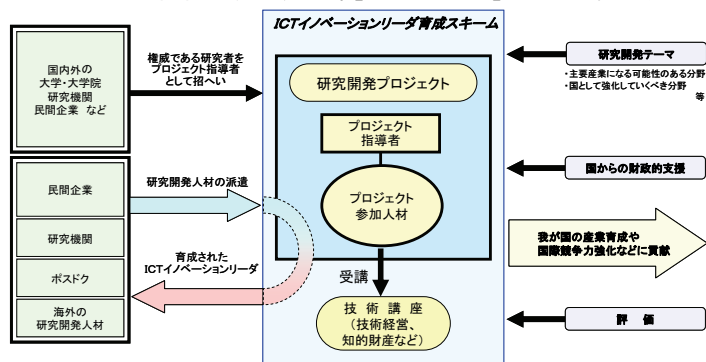 ICTイノベーションリーダ育成スキーム
国内外の
大学・大学院
研究機関
民間企業 など
権威である研究者を
プロジェクト指導者
として招へい
研究開発プロジェクト
プロジェクト
指導者
プロジェクト
参加人材
研究開発テーマ
・主要産業になる可能性のある分野
・国として強化していくべき分野
等
民間企業
研究機関
ポスドク
海外の
研究開発人材
研究開発人材の派遣
育成された
ICTイノベーションリーダ
国からの財政的支援
我が国の産業育成や
国際競争力強化などに貢献
受講
技 術 講 座
(技術経営、
知的財産など)
評 価